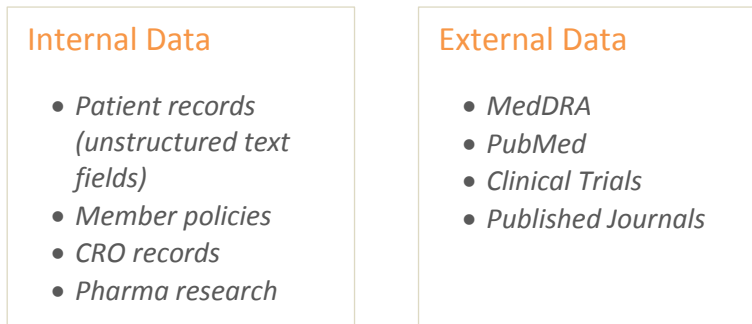 Internal Data
• Patient records
(unstructured text
fields)
• Member policies
• CRO records
• Pharma research
External Data
• MedDRA
• PubMed
• Clinical Trials
• Published Journals